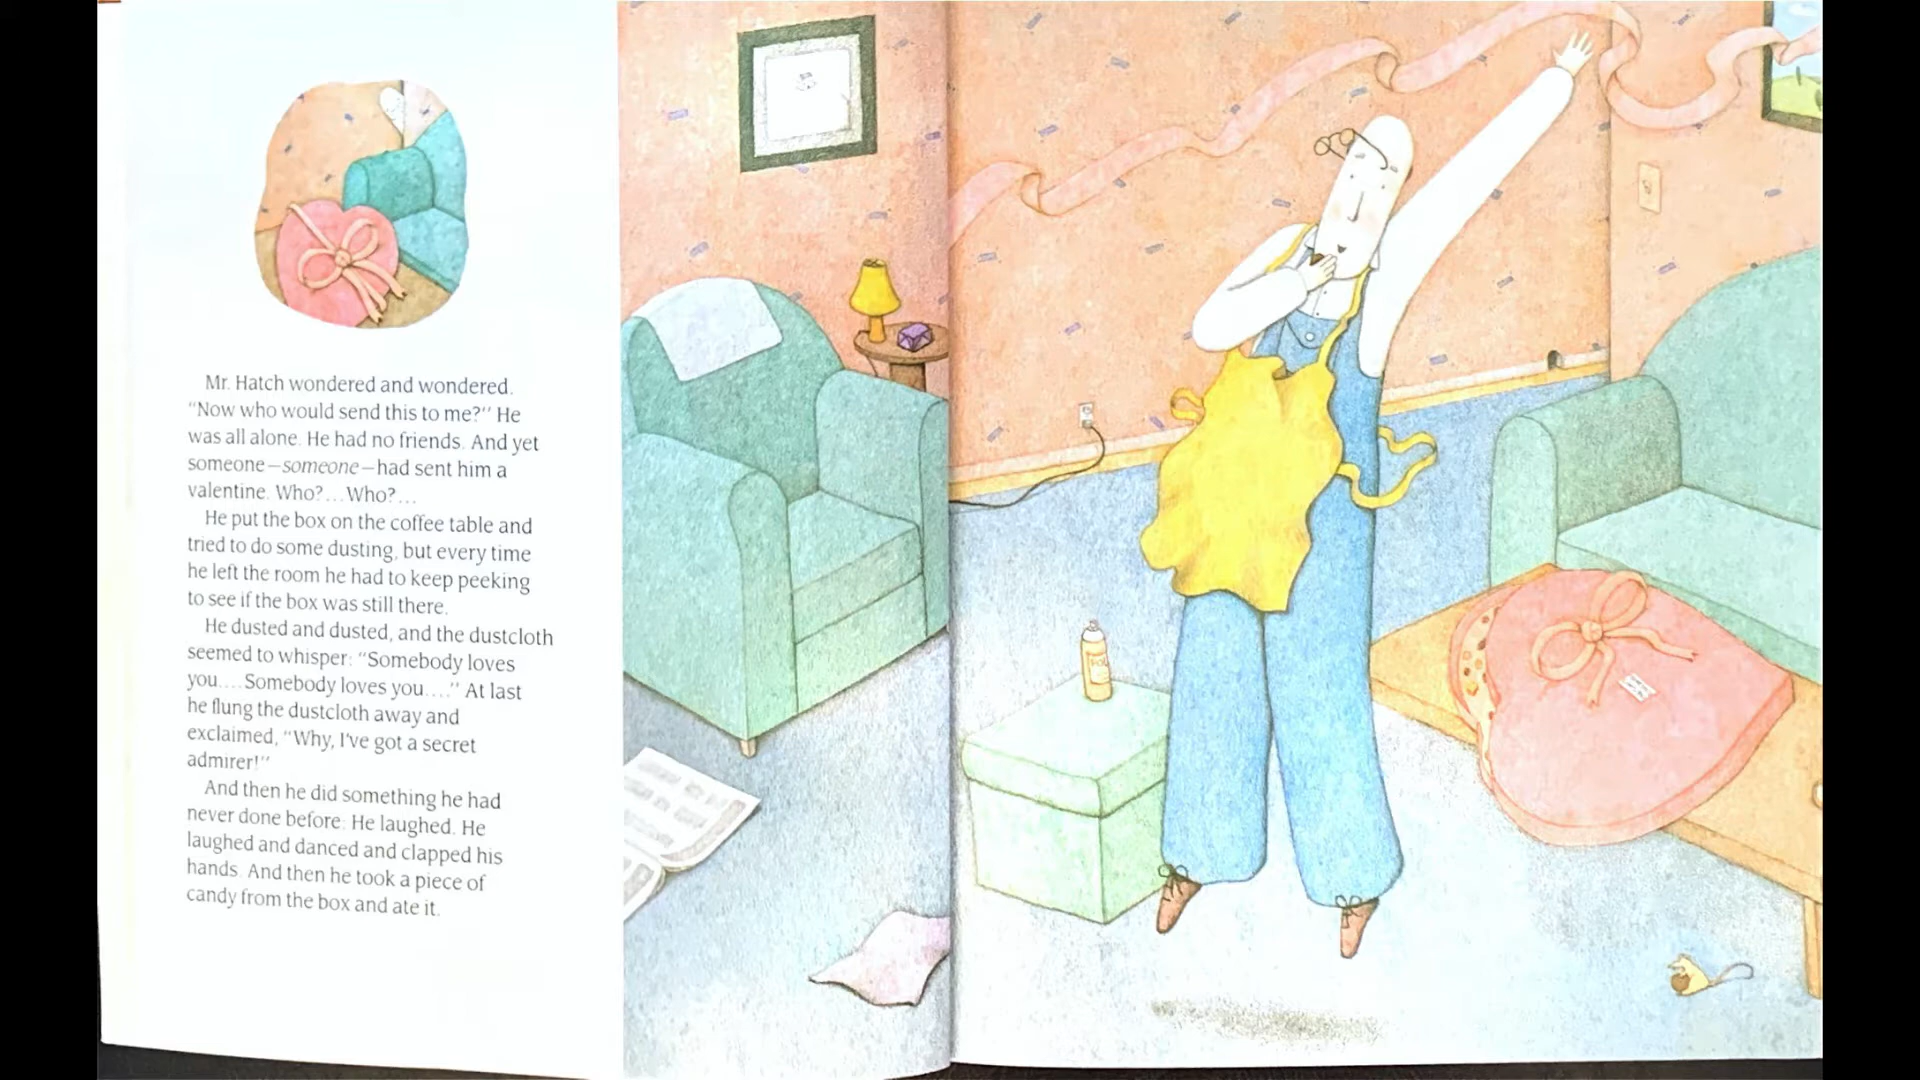 Mr. Hatch wondered and wondered.
“Now who would send this to me?” He
was all alone. He had no friends. And yet
someone—someone—had sent him a
valentine. Who?...Who?...
He put the box on the coffee table and
tried to do some dusting, but every time
he left the room he had to keep peeking
to see if the box was still there.
He dusted and dusted, and the dustcloth
seemed to whisper: “Somebody loves
you....Somebody loves you....” At last
he flung the dustcloth away and
exclaimed, “Why, I've got a secret
admirer!”
And then he did something he had
never done before: He laughed. He
laughed and danced and clapped his
hands. And then he took a piece of
candy from the box and ate it.
POL